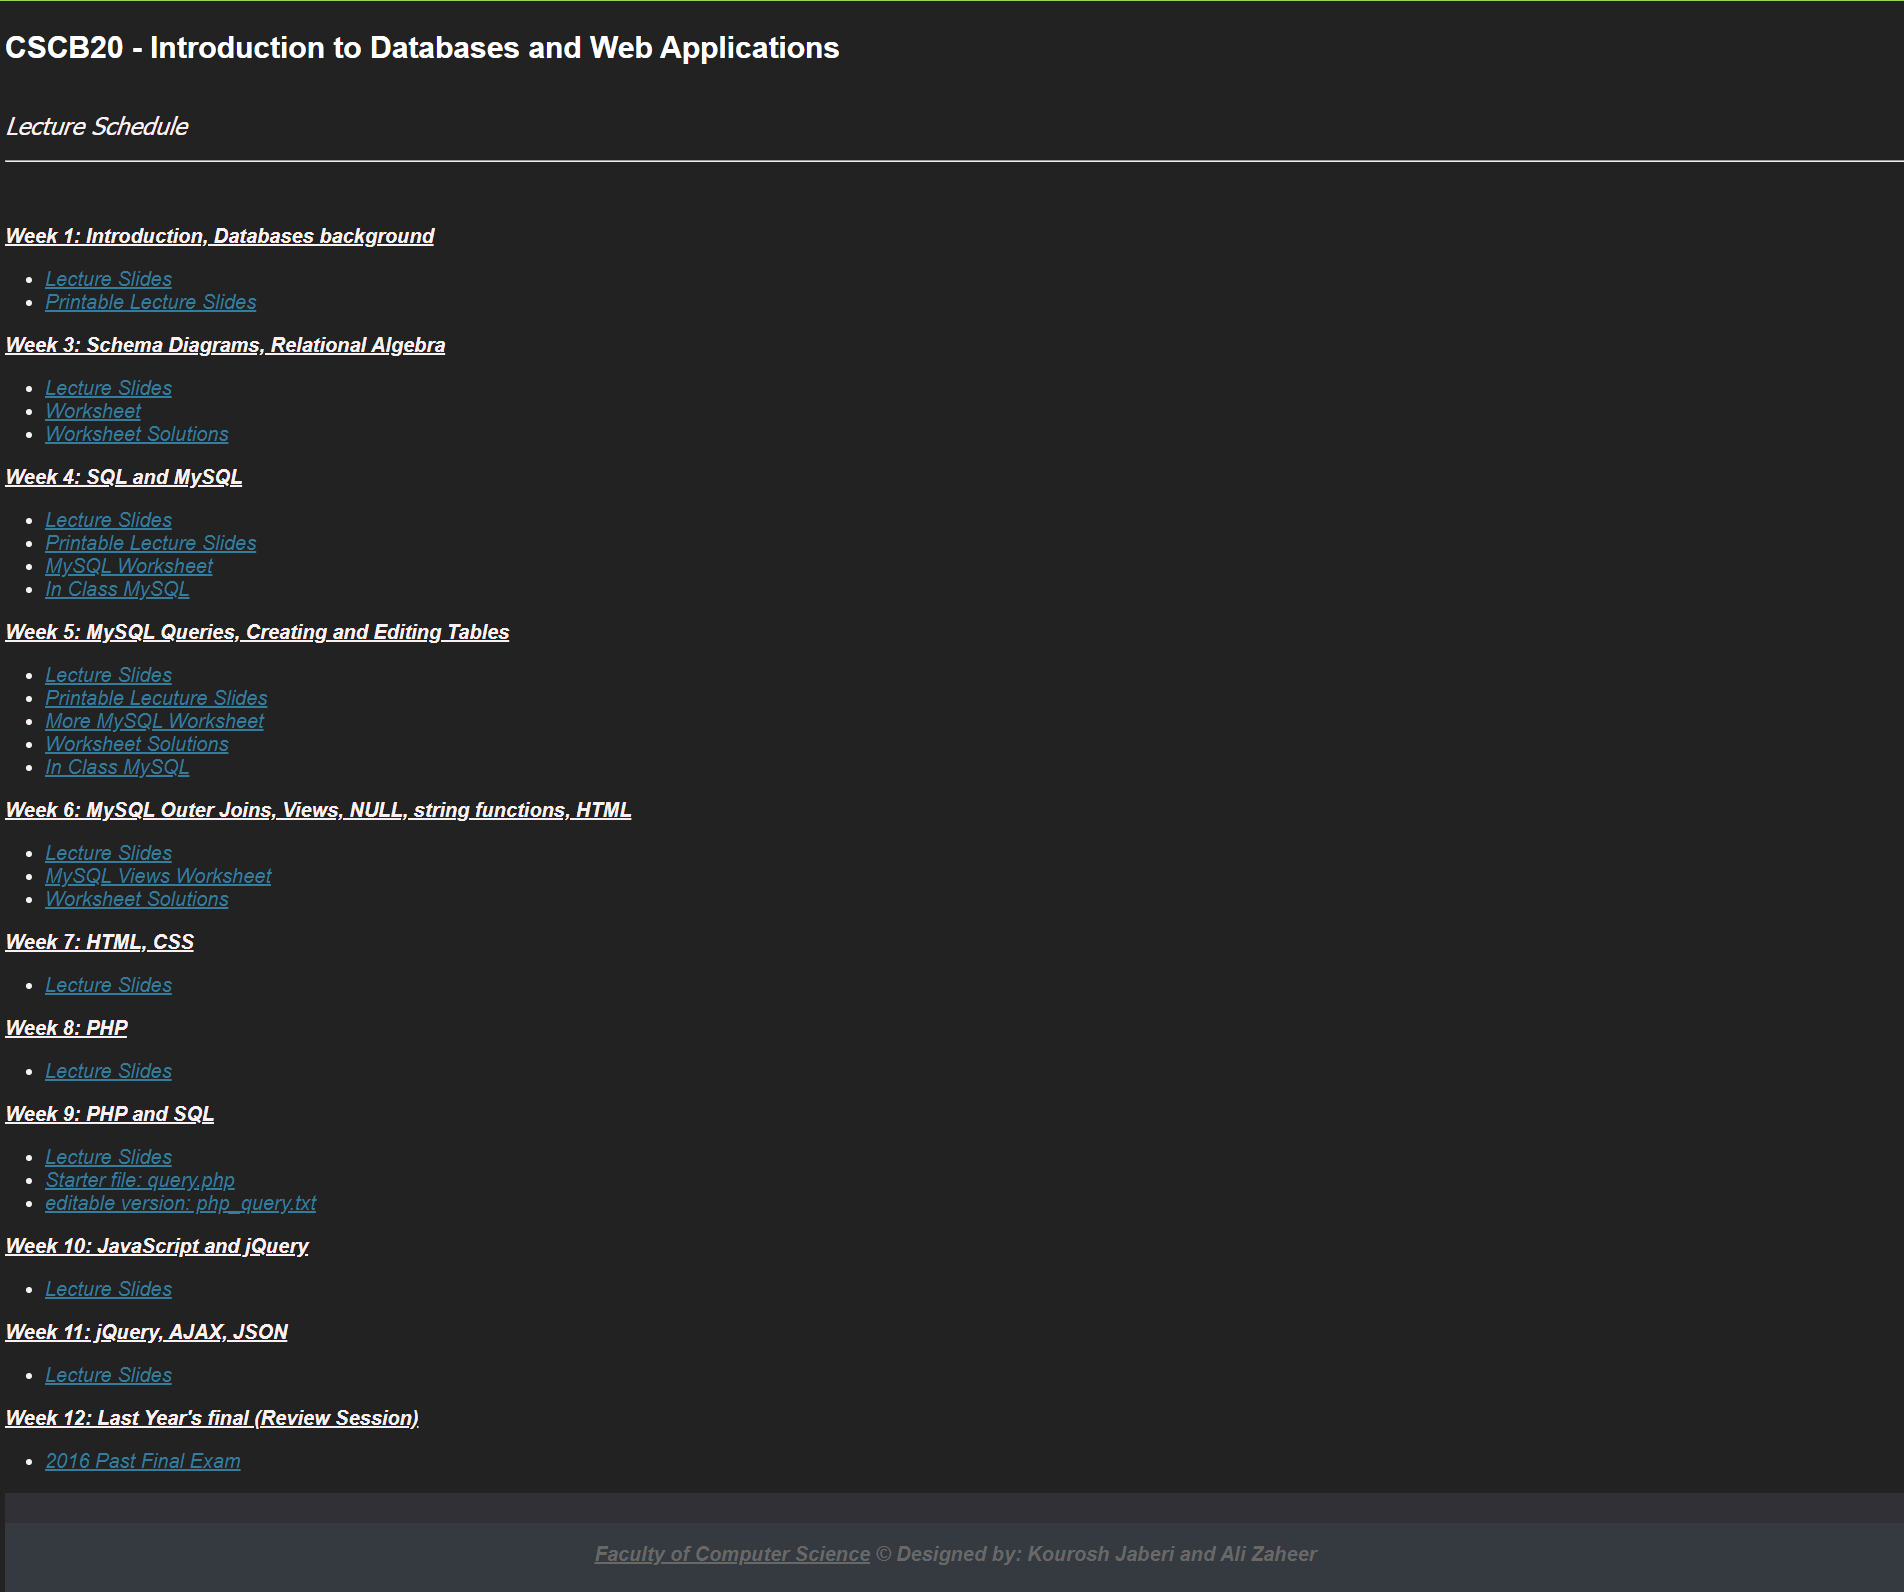 CSCB20 - Introduction to Databases and Web Applications
Lecture Schedule
Week 1: Introduction, Databases background
Lecture Slides
Printable Lecture Slides
Week 3: Schema Diagrams, Relational Algebra
Lecture Slides
Worksheet
Worksheet Solutions
Week 4: SQL and MySQL
Lecture Slides
Printable Lecture Slides
MySQL Worksheet
In Class MySQL
Week 5: MySQL Queries, Creating and Editing Tables
Lecture Slides
Printable Lecuture Slides
More MySQL Worksheet
Worksheet Solutions
In Class MySQL
Week 6: MySQL Outer Joins, Views, NULL, string functions, HTML
Lecture Slides
MySQL Views Worksheet
Worksheet Solutions
Week 7: HTML, CSS
Lecture Slides
Week 8: PHP
Lecture Slides
Week 9: PHP and SQL
Lecture Slides
Starter file: query.php
editable version: php_query.txt
Week 10: JavaScript and jQuery
Lecture Slides
Week 11: jQuery, AJAX, JSON
Lecture Slides
Week 12: Last Year's final (Review Session)
2016 Past Final Exam
Faculty of Computer Science © Designed by: Kourosh Jaberi and Ali Zaheer